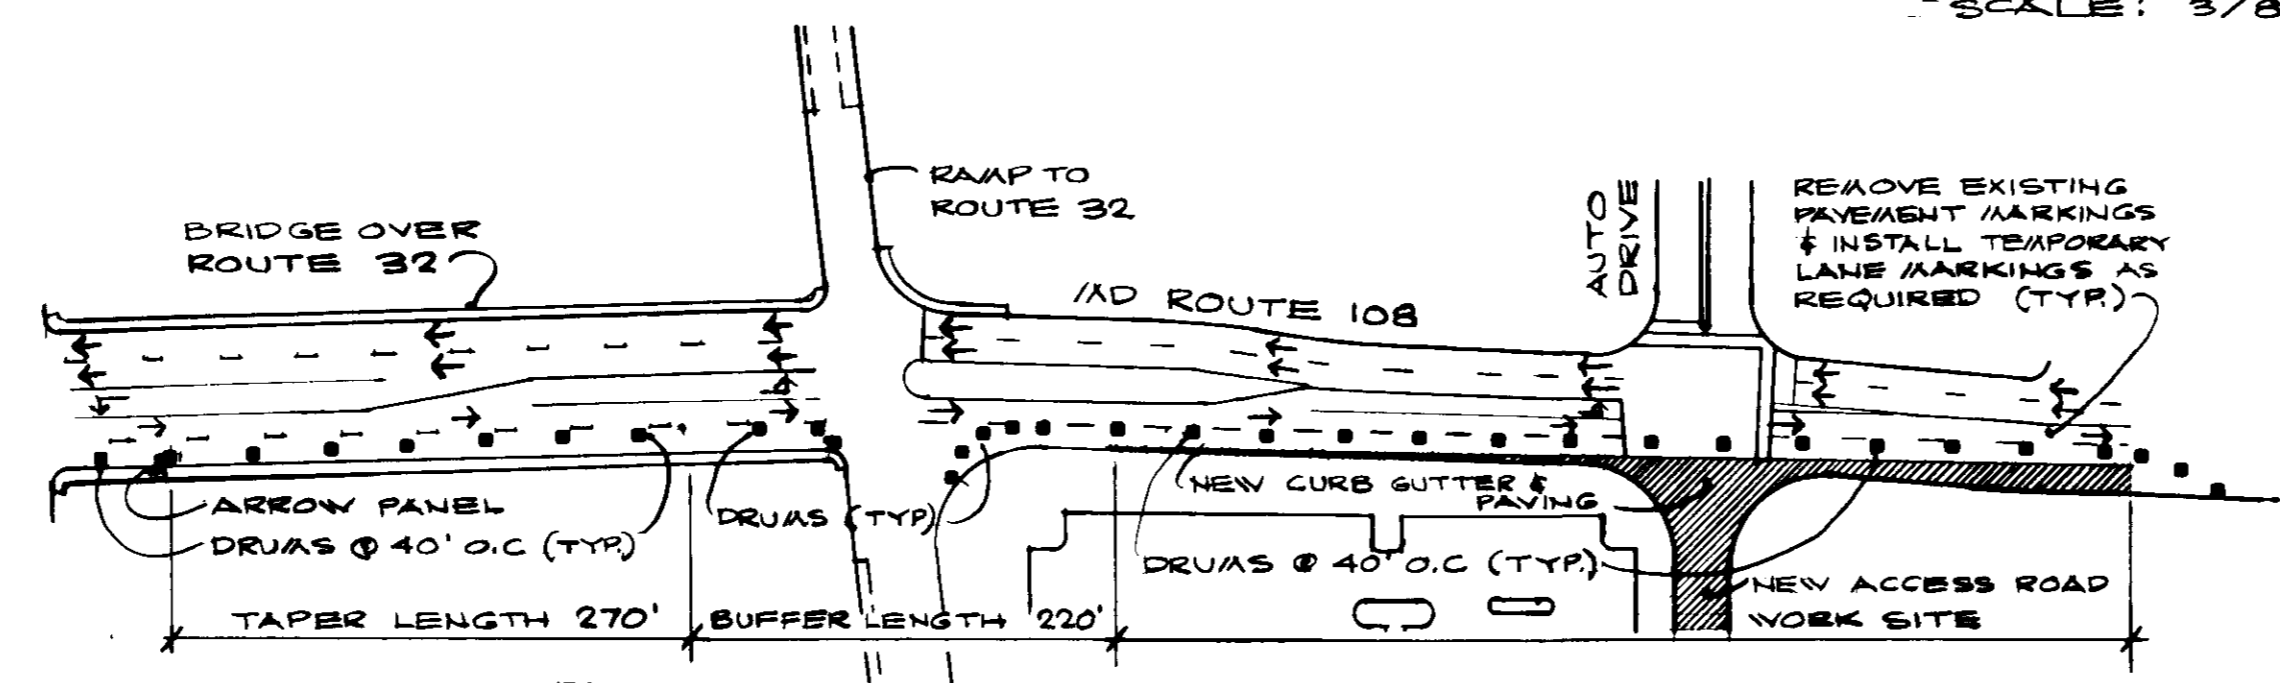 SCALE: 3/8
RAMP TO
ROUTE 32
BRIDGE OVER
ROUTE 32
AUTO
DRIVE
REMOVE EXISTING
PAVEMENT MARKINGS
& INSTALL TEMPORARY
LANE MARKINGS AS
REQUIRED (TYP.)
MD ROUTE 108
ARROW PANEL
DRUMS @ 40' O.C (TYP.)
DRUMS (TYP)
NEW CURB GUTTER &
PAVING
DRUMS @ 40' O.C (TYP.)
NEW ACCESS ROAD
WORK SITE
TAPER LENGTH 270'
BUFFER LENGTH 220'